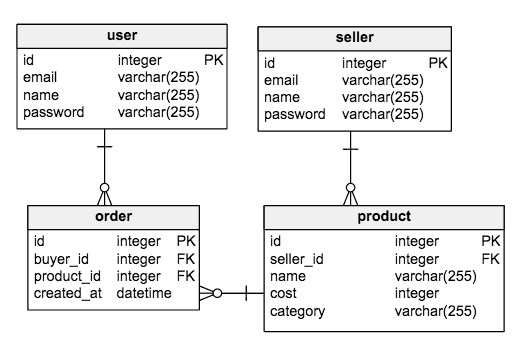 user
id integer PK
email varchar(255)
name varchar(255)
password varchar(255)
seller
id integer PK
email varchar(255)
name varchar(255)
password varchar(255)
order
id integer PK
buyer_id integer FK
product_id integer FK
created_at datetime
product
id integer PK
seller_id integer FK
name varchar(255)
cost integer
category varchar(255)